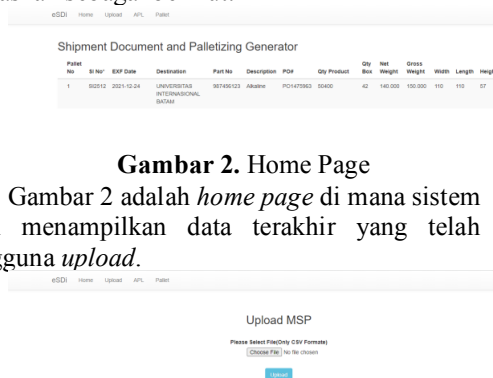 eSDi Home Upload APL Pallet
Shipment Document and Palletizing Generator
Pallet No SI No' EXF Date Destination Part No Description PO# Qty Product Qty Box Net Weight Gross Weight Width Length Heigh
1 SI2512 2021-12-24 UNIVERSITAS INTERNASIONAL BATAM 987456123 Alkaline PO1475963 50400 42 140.000 150.000 110 110 57
Gambar 2. Home Page
Gambar 2 adalah home page di mana sistem
menampilkan data terakhir yang telah
gguna upload.
eSDi Home Upload APL Pallet
Upload MSP
Please Select File(Only CSV Formate)
Choose File No file chosen
Upload